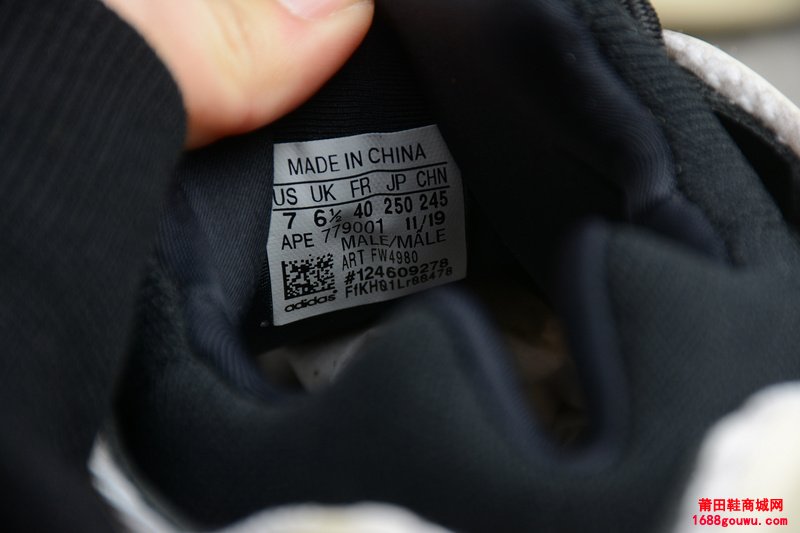 MADE IN CHINA
US UK FR JP CHN
7 6½ 40 250 245
APE 779001 11/19
MALE/MÂLE
ART FW4980
#124609278
adidas®
莆田鞋商城网
1688gouwu.com